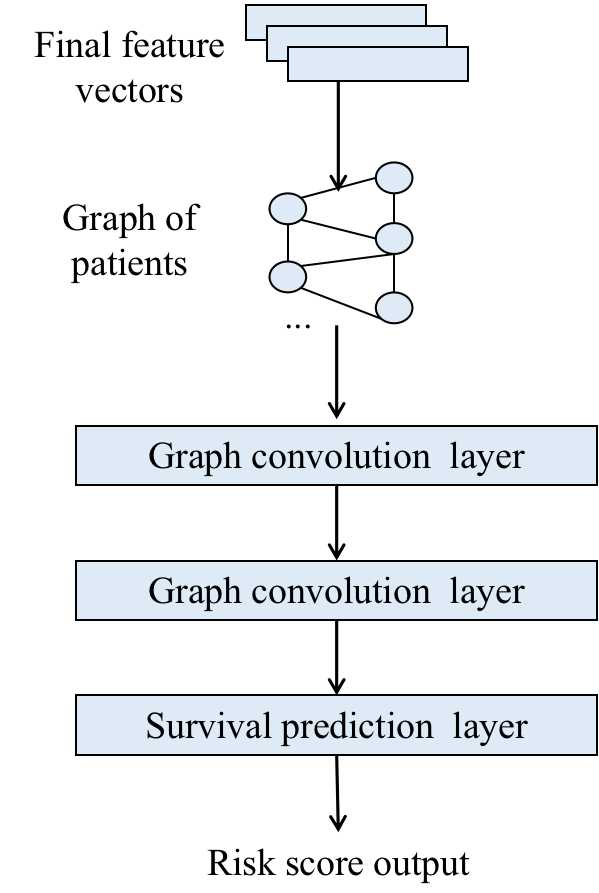 Final feature
vectors
Graph of
patients
...
Graph convolution layer
Graph convolution layer
Survival prediction layer
Risk score output